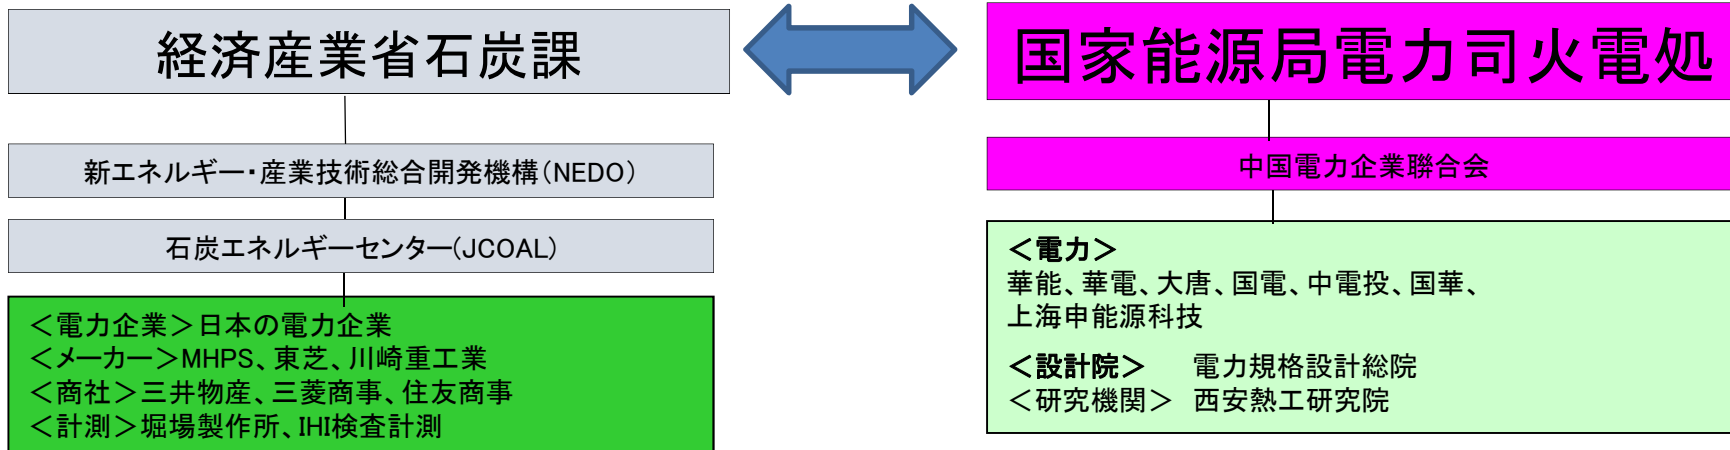 経済産業省石炭課
新エネルギー・産業技術総合開発機構(NEDO)
石炭エネルギーセンター(JCOAL)
<電力企業>日本の電力企業
<メーカー>MHPS、東芝、川崎重工業
<商社>三井物産、三菱商事、住友商事
<計測>堀場製作所、IHI検査計測
国家能源局電力司火電処
中国電力企業聯合会
<電力>
華能、華電、大唐、国電、中電投、国華、
上海申能源科技
<設計院> 電力規格設計総院
<研究機関> 西安熱工研究院